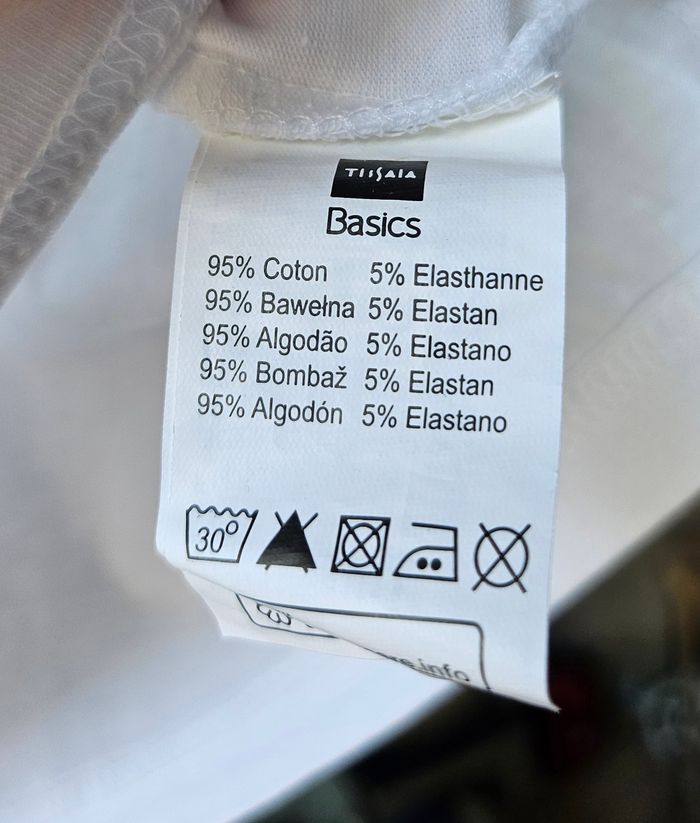 TISSAIA
Basics
95% Coton 5% Elasthanne
95% Bawełna 5% Elastan
95% Algodão 5% Elastano
95% Bombaž 5% Elastan
95% Algodón 5% Elastano
30°